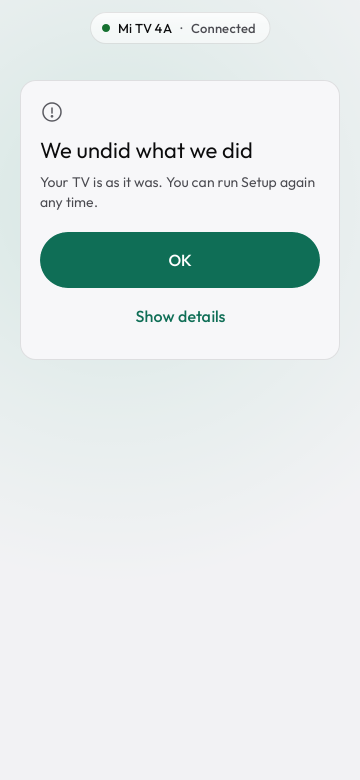 Mi TV 4A · Connected
We undid what we did
Your TV is as it was. You can run Setup again
any time.
OK
Show details